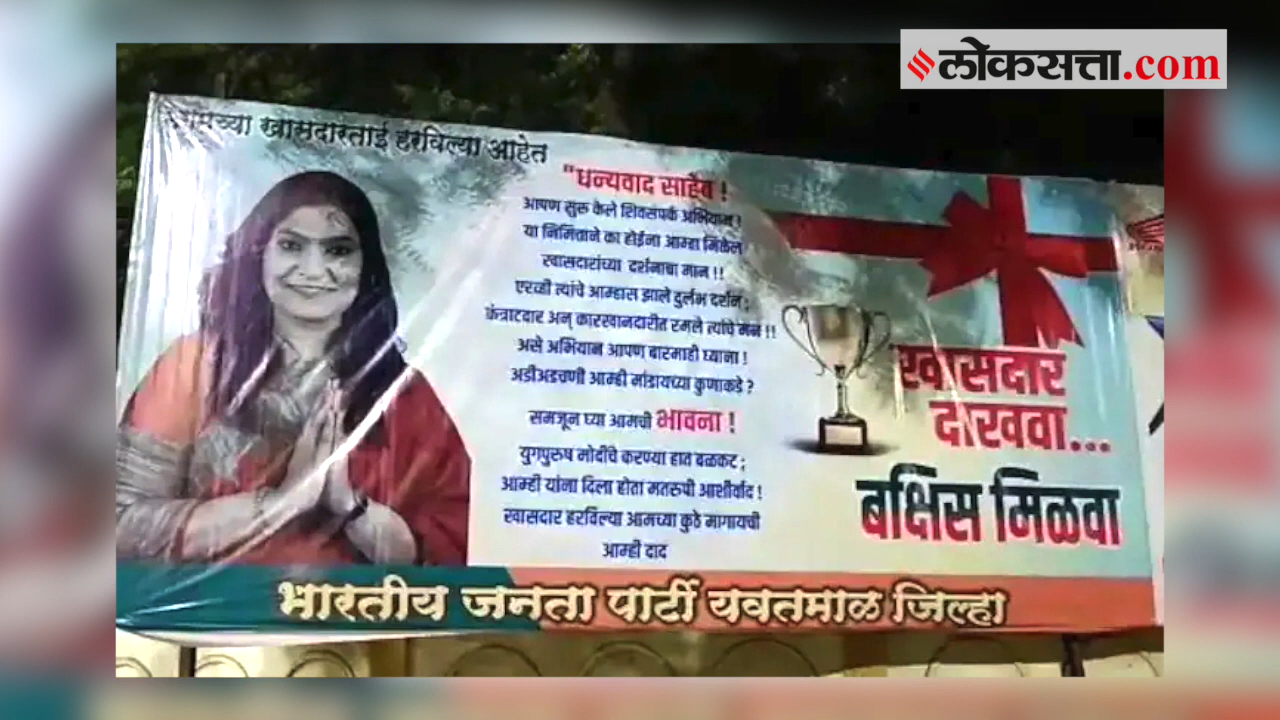 लोकसत्ता.com
आमच्या खासदारताई हरविल्या आहेत
"धन्यवाद साहेब !
आपण सुरु केले शिवसंपर्क अभियान !
या निमिताने का होईना आम्हा मिळेल
खासदारांच्या दर्शनाचा मान !!
एरव्ही त्यांचे आम्हास झाले दुर्लभ दर्शन ;
कंत्राटदार अन् कारखानदारीत रमले त्यांचे मन !!
असे अभियान आपण बारमाही घ्याना !
अडीअडचणी आम्ही मांडायच्या कुणाकडे ?
समजून घ्या आमची भावना !
युगपुरुष मोदींचे करण्या हात बळकट ;
आम्ही यांना दिला होता मतरुपी आशीर्वाद !
खासदार हरविल्या आमच्या कुठे मागायची
आम्ही दाद
खासदार
दाखवा...
बक्षिस मिळवा
भारतीय जनता पार्टी यवतमाळ जिल्हा